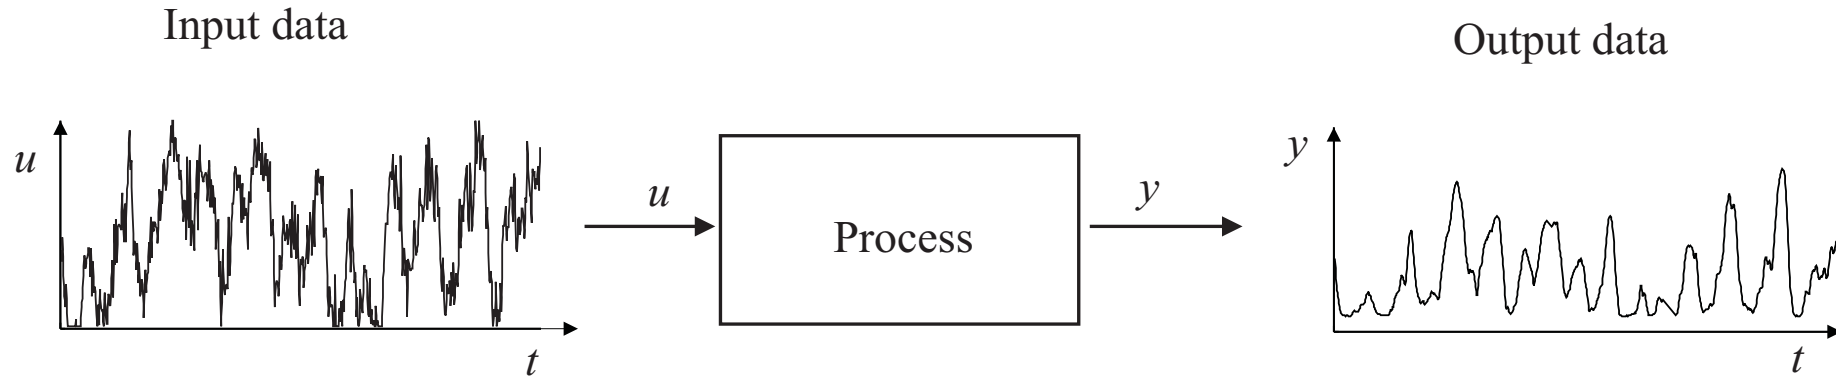 Input data
Output data
u
u
Process
y
y
t
t